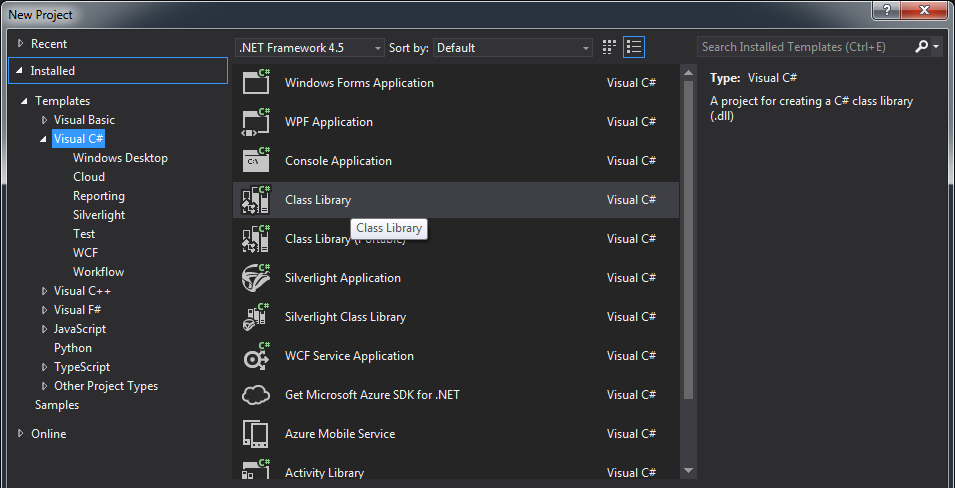 New Project
?
Recent
.NET Framework 4.5
Sort by:
Default
Search Installed Templates (Ctrl+E)
Installed
Templates
Visual Basic
Visual C#
Windows Desktop
Cloud
Reporting
Silverlight
Test
WCF
Workflow
Visual C++
Visual F#
JavaScript
Python
TypeScript
Other Project Types
Samples
Online
C# Windows Forms Application Visual C#
C# WPF Application Visual C#
C# C:\ Console Application Visual C#
C# Class Library Visual C#
Class Library
C# Class Library (Portable) Visual C#
C# Silverlight Application Visual C#
C# Silverlight Class Library Visual C#
C# WCF Service Application Visual C#
Get Microsoft Azure SDK for .NET Visual C#
Azure Mobile Service Visual C#
C# Activity Library Visual C#
Type: Visual C#
A project for creating a C# class library
(.dll)